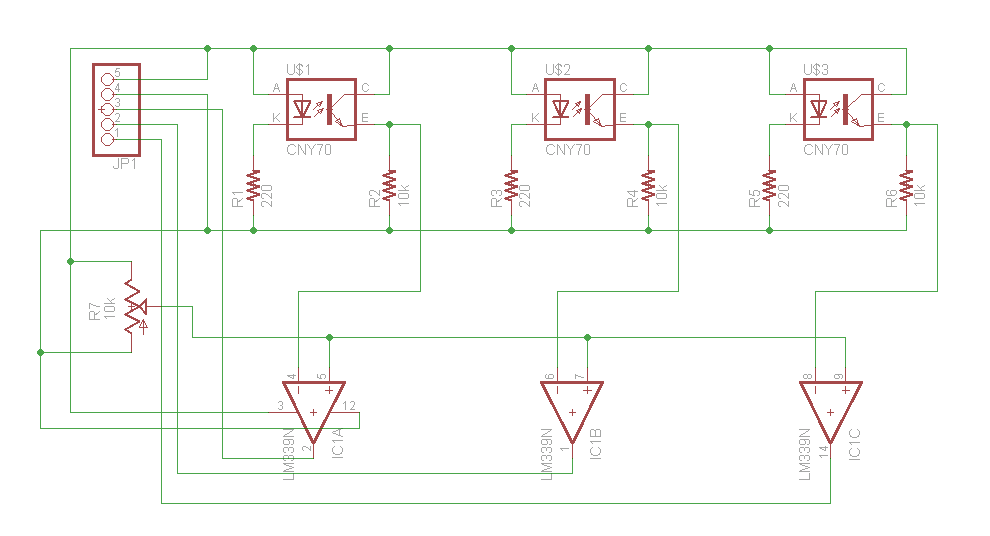 U$1
U$2
U$3
A
C
A
C
A
C
5
4
3
2
1
K
E
K
E
K
E
CNY70
CNY70
CNY70
JP1
R1
220
R2
10k
R3
220
R4
10k
R5
220
R6
10k
R7
10k
4
5
6
7
8
9
3
12
2
LM339N
IC1A
1
LM339N
IC1B
14
LM339N
IC1C